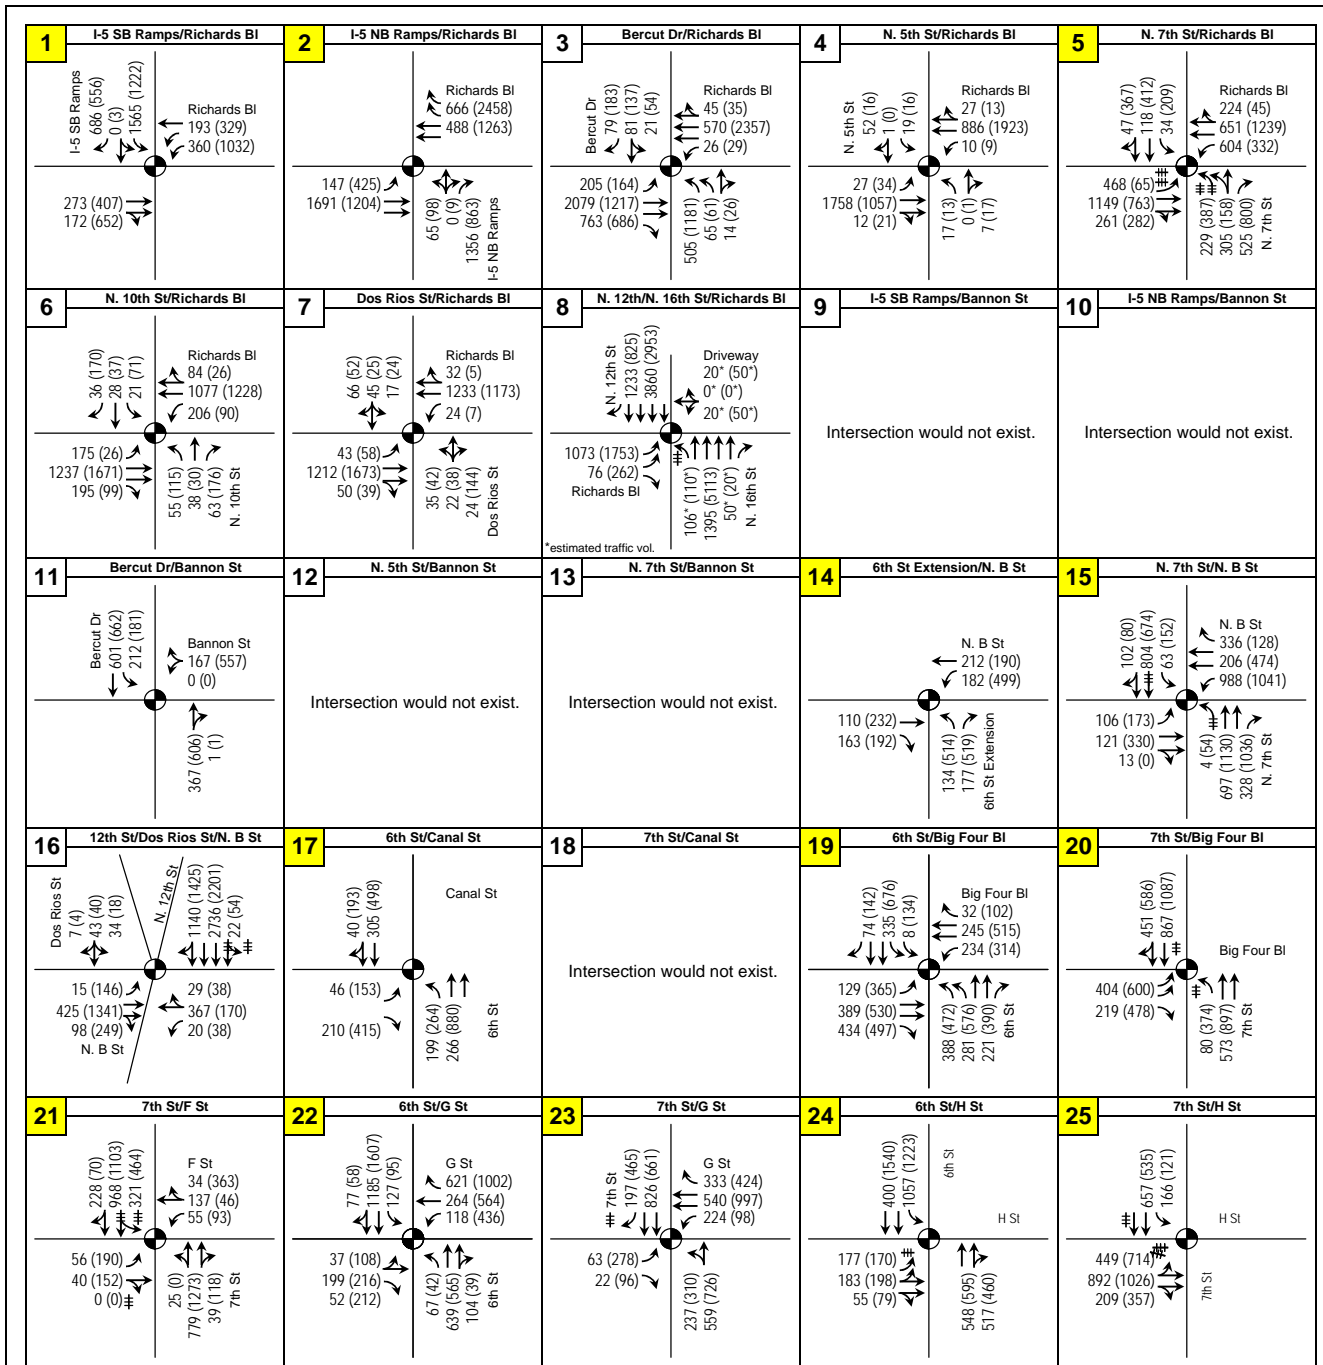 1
I-5 SB Ramps/Richards Bl
I-5 SB Ramps
686 (556)
0 (3)
1565 (1222)
Richards Bl
193 (329)
360 (1032)
273 (407)
172 (652)
2
I-5 NB Ramps/Richards Bl
Richards Bl
666 (2458)
488 (1263)
147 (425)
1691 (1204)
65 (98)
0 (9)
1356 (863)
I-5 NB Ramps
3
Bercut Dr/Richards Bl
Bercut Dr
79 (183)
81 (137)
21 (54)
Richards Bl
45 (35)
570 (2357)
26 (29)
205 (164)
2079 (1217)
763 (686)
505 (1181)
65 (61)
14 (26)
4
N. 5th St/Richards Bl
N. 5th St
52 (16)
1 (0)
19 (16)
Richards Bl
27 (13)
886 (1923)
10 (9)
27 (34)
1758 (1057)
12 (21)
17 (13)
0 (1)
7 (17)
5
N. 7th St/Richards Bl
47 (367)
118 (412)
34 (209)
Richards Bl
224 (45)
651 (1239)
604 (332)
468 (65)
1149 (763)
261 (282)
229 (387)
305 (158)
525 (800)
N. 7th St
6
N. 10th St/Richards Bl
36 (170)
28 (37)
21 (71)
Richards Bl
84 (26)
1077 (1228)
206 (90)
175 (26)
1237 (1671)
195 (99)
55 (115)
38 (30)
63 (176)
N. 10th St
7
Dos Rios St/Richards Bl
66 (52)
45 (25)
17 (24)
Richards Bl
32 (5)
1233 (1173)
24 (7)
43 (58)
1212 (1673)
50 (39)
35 (42)
22 (38)
24 (144)
Dos Rios St
8
N. 12th/N. 16th St/Richards Bl
N. 12th St
1233 (825)
3860 (2953)
Driveway
20* (50*)
0* (0*)
20* (50*)
1073 (1753)
76 (262)
Richards Bl
106* (110*)
1395 (5113)
50* (20*)
N. 16th St
*estimated traffic vol.
9
I-5 SB Ramps/Bannon St
Intersection would not exist.
10
I-5 NB Ramps/Bannon St
Intersection would not exist.
11
Bercut Dr/Bannon St
Bercut Dr
601 (662)
212 (181)
Bannon St
167 (557)
0 (0)
367 (606)
1 (1)
12
N. 5th St/Bannon St
Intersection would not exist.
13
N. 7th St/Bannon St
Intersection would not exist.
14
6th St Extension/N. B St
N. B St
212 (190)
182 (499)
110 (232)
163 (192)
134 (514)
177 (519)
6th St Extension
15
N. 7th St/N. B St
102 (80)
804 (674)
63 (152)
N. B St
336 (128)
206 (474)
988 (1041)
106 (173)
121 (330)
13 (0)
4 (54)
697 (1130)
328 (1036)
N. 7th St
16
12th St/Dos Rios St/N. B St
Dos Rios St
7 (4)
43 (40)
34 (18)
N. 12th St
1140 (1425)
2736 (2201)
22 (54)
15 (146)
425 (1341)
98 (249)
N. B St
29 (38)
367 (170)
20 (38)
17
6th St/Canal St
40 (193)
305 (498)
Canal St
46 (153)
210 (415)
199 (264)
266 (880)
6th St
18
7th St/Canal St
Intersection would not exist.
19
6th St/Big Four Bl
74 (142)
335 (676)
8 (134)
Big Four Bl
32 (102)
245 (515)
234 (314)
129 (365)
389 (530)
434 (497)
388 (472)
281 (576)
221 (390)
6th St
20
7th St/Big Four Bl
451 (586)
867 (1087)
Big Four Bl
404 (600)
219 (478)
80 (374)
573 (897)
7th St
21
7th St/F St
228 (70)
968 (1103)
321 (464)
F St
34 (363)
137 (46)
55 (93)
56 (190)
40 (152)
0 (0)
25 (0)
779 (1273)
39 (118)
7th St
22
6th St/G St
77 (58)
1185 (1607)
127 (95)
G St
621 (1002)
264 (564)
118 (436)
37 (108)
199 (216)
52 (212)
67 (42)
639 (565)
104 (39)
6th St
23
7th St/G St
7th St
197 (465)
826 (661)
G St
333 (424)
540 (997)
224 (98)
63 (278)
22 (96)
237 (310)
559 (726)
24
6th St/H St
400 (1540)
1057 (1223)
6th St
H St
177 (170)
183 (198)
55 (79)
548 (595)
517 (460)
25
7th St/H St
657 (535)
166 (121)
H St
449 (714)
892 (1026)
209 (357)
7th St